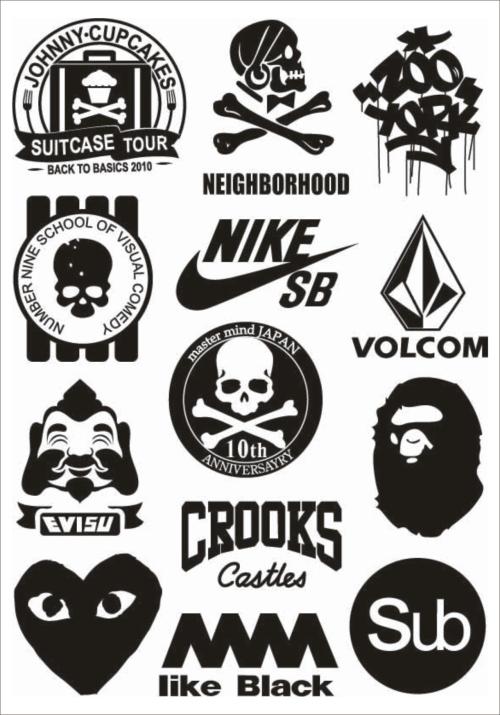 JOHNNY·CUPCAKES
SUITCASE TOUR
BACK TO BASICS 2010
NEIGHBORHOOD
ZOO
YORK
NUMBER NINE SCHOOL OF VISUAL COMEDY
NIKE
SB
VOLCOM
master mind JAPAN
10th
ANNIVERSAYRY
EVISU
CROOKS
Castles
like Black
Sub